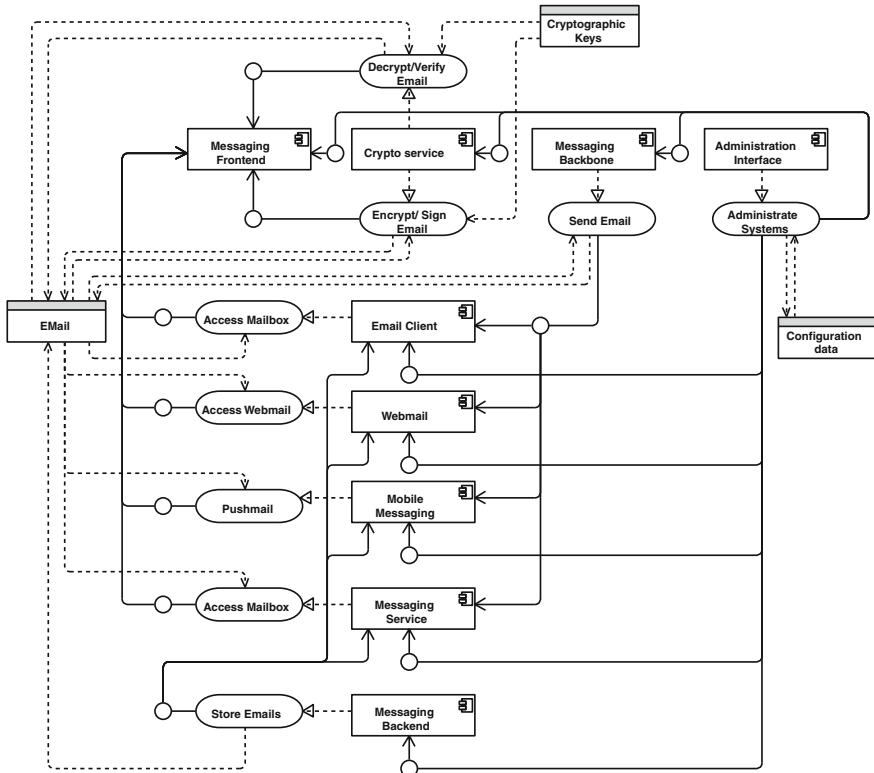 Cryptographic
Keys
Decrypt/Verify
Email
Messaging
Frontend
Crypto service
Messaging
Backbone
Administration
Interface
Encrypt/ Sign
Email
Send Email
Administrate
Systems
EMail
Access Mailbox
Email Client
Configuration
data
Access Webmail
Webmail
Pushmail
Mobile
Messaging
Access Mailbox
Messaging
Service
Store Emails
Messaging
Backend